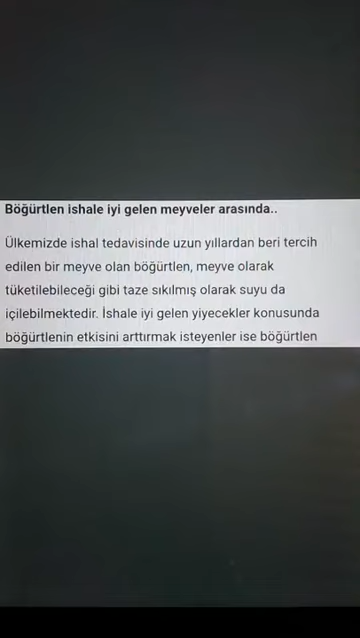 Böğürtlen ishale iyi gelen meyveler arasında..
Ülkemizde ishal tedavisinde uzun yıllardan beri tercih
edilen bir meyve olan böğürtlen, meyve olarak
tüketilebileceği gibi taze sıkılmış olarak suyu da
içilebilmektedir. İshale iyi gelen yiyecekler konusunda
böğürtlenin etkisini arttırmak isteyenler ise böğürtlen